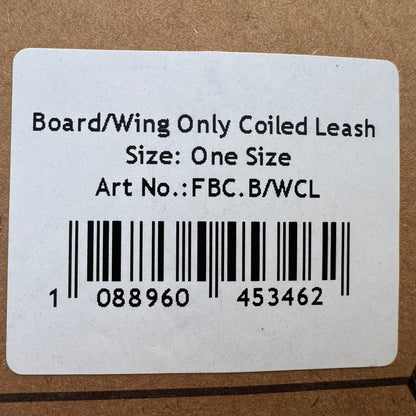 Board/Wing Only Coiled Leash
Size: One Size
Art No.:FBC.B/WCL
1 088960 453462